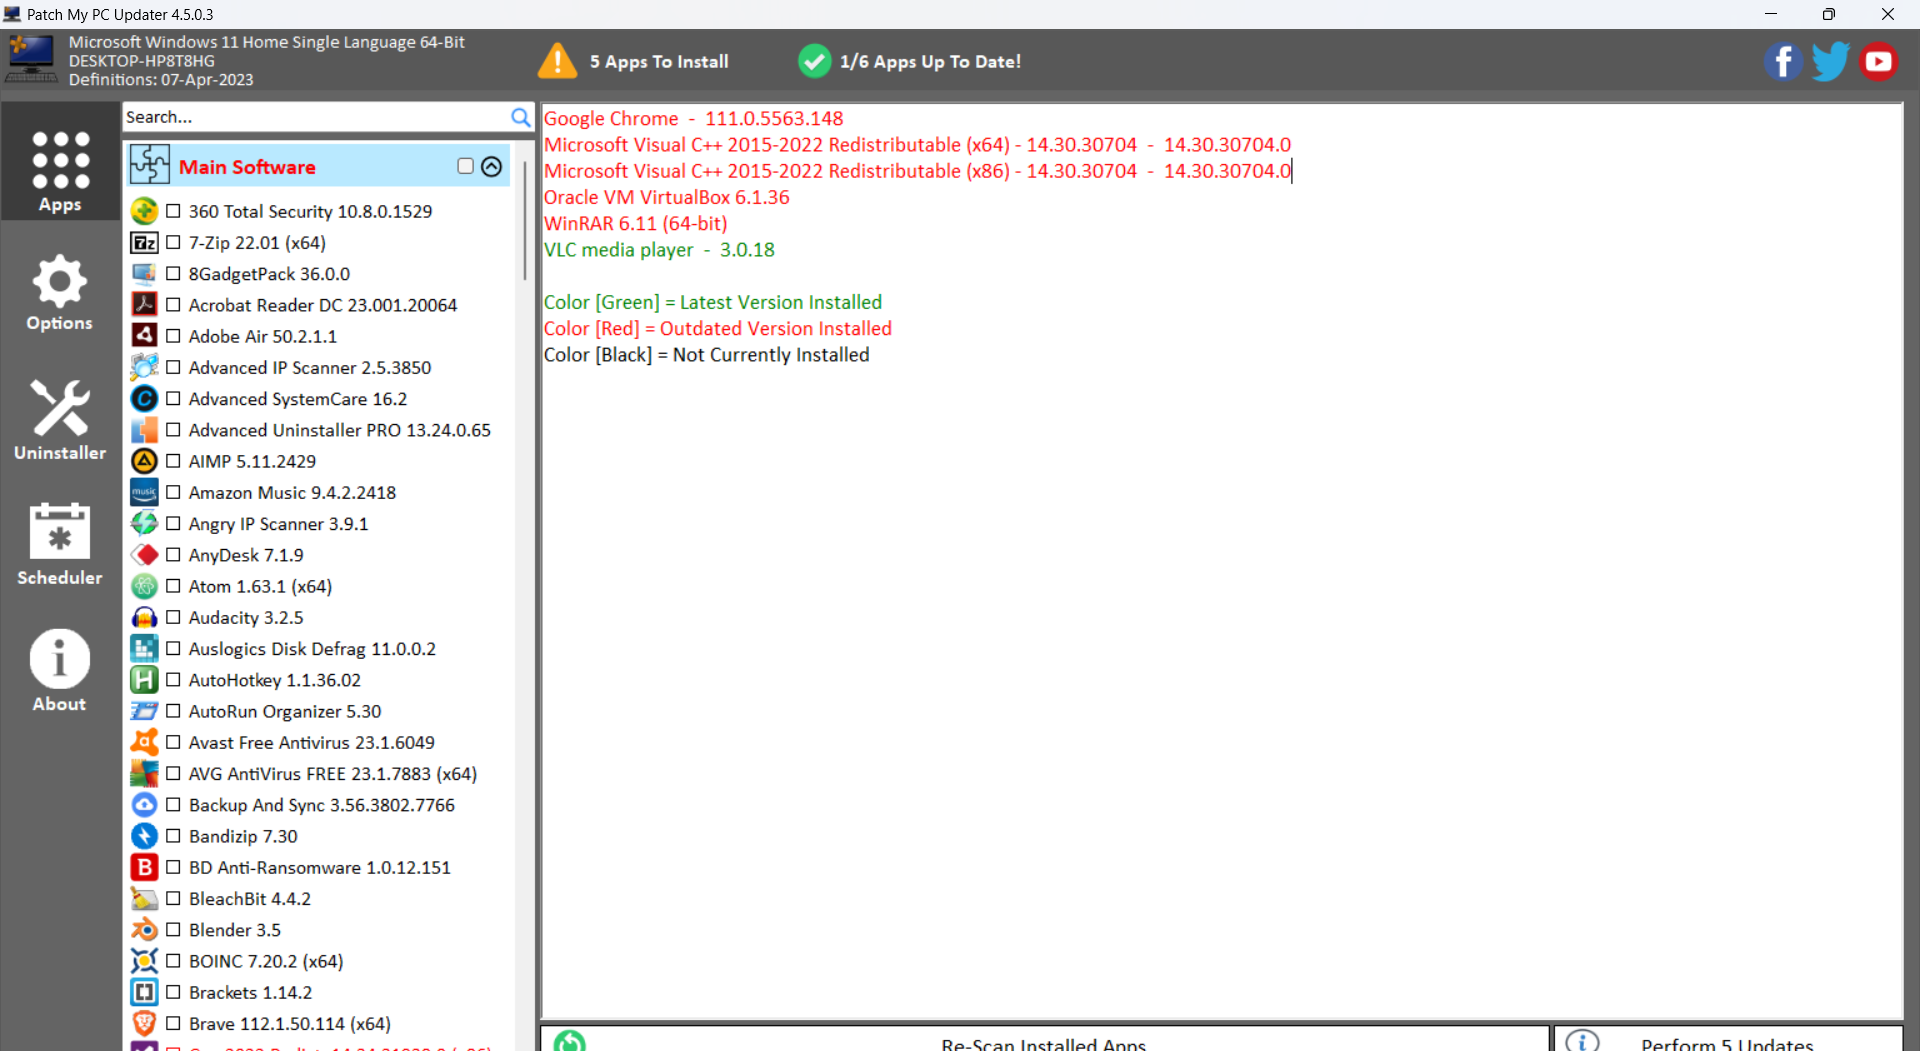 Patch My PC Updater 4.5.0.3
Microsoft Windows 11 Home Single Language 64-Bit
DESKTOP-HP8T8HG
Definitions: 07-Apr-2023
5 Apps To Install
1/6 Apps Up To Date!
Apps
Options
Uninstaller
Scheduler
About
Search...
Main Software
360 Total Security 10.8.0.1529
7-Zip 22.01 (x64)
8GadgetPack 36.0.0
Acrobat Reader DC 23.001.20064
Adobe Air 50.2.1.1
Advanced IP Scanner 2.5.3850
Advanced SystemCare 16.2
Advanced Uninstaller PRO 13.24.0.65
AIMP 5.11.2429
Amazon Music 9.4.2.2418
Angry IP Scanner 3.9.1
AnyDesk 7.1.9
Atom 1.63.1 (x64)
Audacity 3.2.5
Auslogics Disk Defrag 11.0.0.2
AutoHotkey 1.1.36.02
AutoRun Organizer 5.30
Avast Free Antivirus 23.1.6049
AVG AntiVirus FREE 23.1.7883 (x64)
Backup And Sync 3.56.3802.7766
Bandizip 7.30
BD Anti-Ransomware 1.0.12.151
BleachBit 4.4.2
Blender 3.5
BOINC 7.20.2 (x64)
Brackets 1.14.2
Brave 112.1.50.114 (x64)
Google Chrome - 111.0.5563.148
Microsoft Visual C++ 2015-2022 Redistributable (x64) - 14.30.30704 - 14.30.30704.0
Microsoft Visual C++ 2015-2022 Redistributable (x86) - 14.30.30704 - 14.30.30704.0
Oracle VM VirtualBox 6.1.36
WinRAR 6.11 (64-bit)
VLC media player - 3.0.18
Color [Green] = Latest Version Installed
Color [Red] = Outdated Version Installed
Color [Black] = Not Currently Installed
Re-Scan Installed Apps
Perform 5 Updates